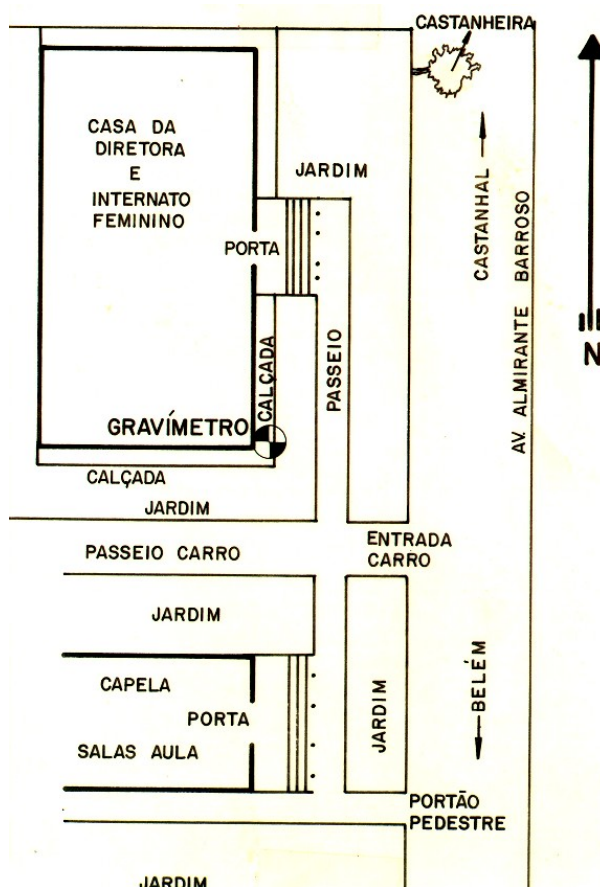 CASTANHEIRA
CASA DA
DIRETORA
E
INTERNATO
FEMININO
JARDIM
CASTANHAL
AV. ALMIRANTE BARROSO
PORTA
N
CALÇADA
PASSEIO
GRAVÍMETRO
CALÇADA
JARDIM
PASSEIO CARRO
ENTRADA
CARRO
JARDIM
CAPELA
PORTA
SALAS AULA
JARDIM
BELÉM
PORTÃO
PEDESTRE
JARDIM